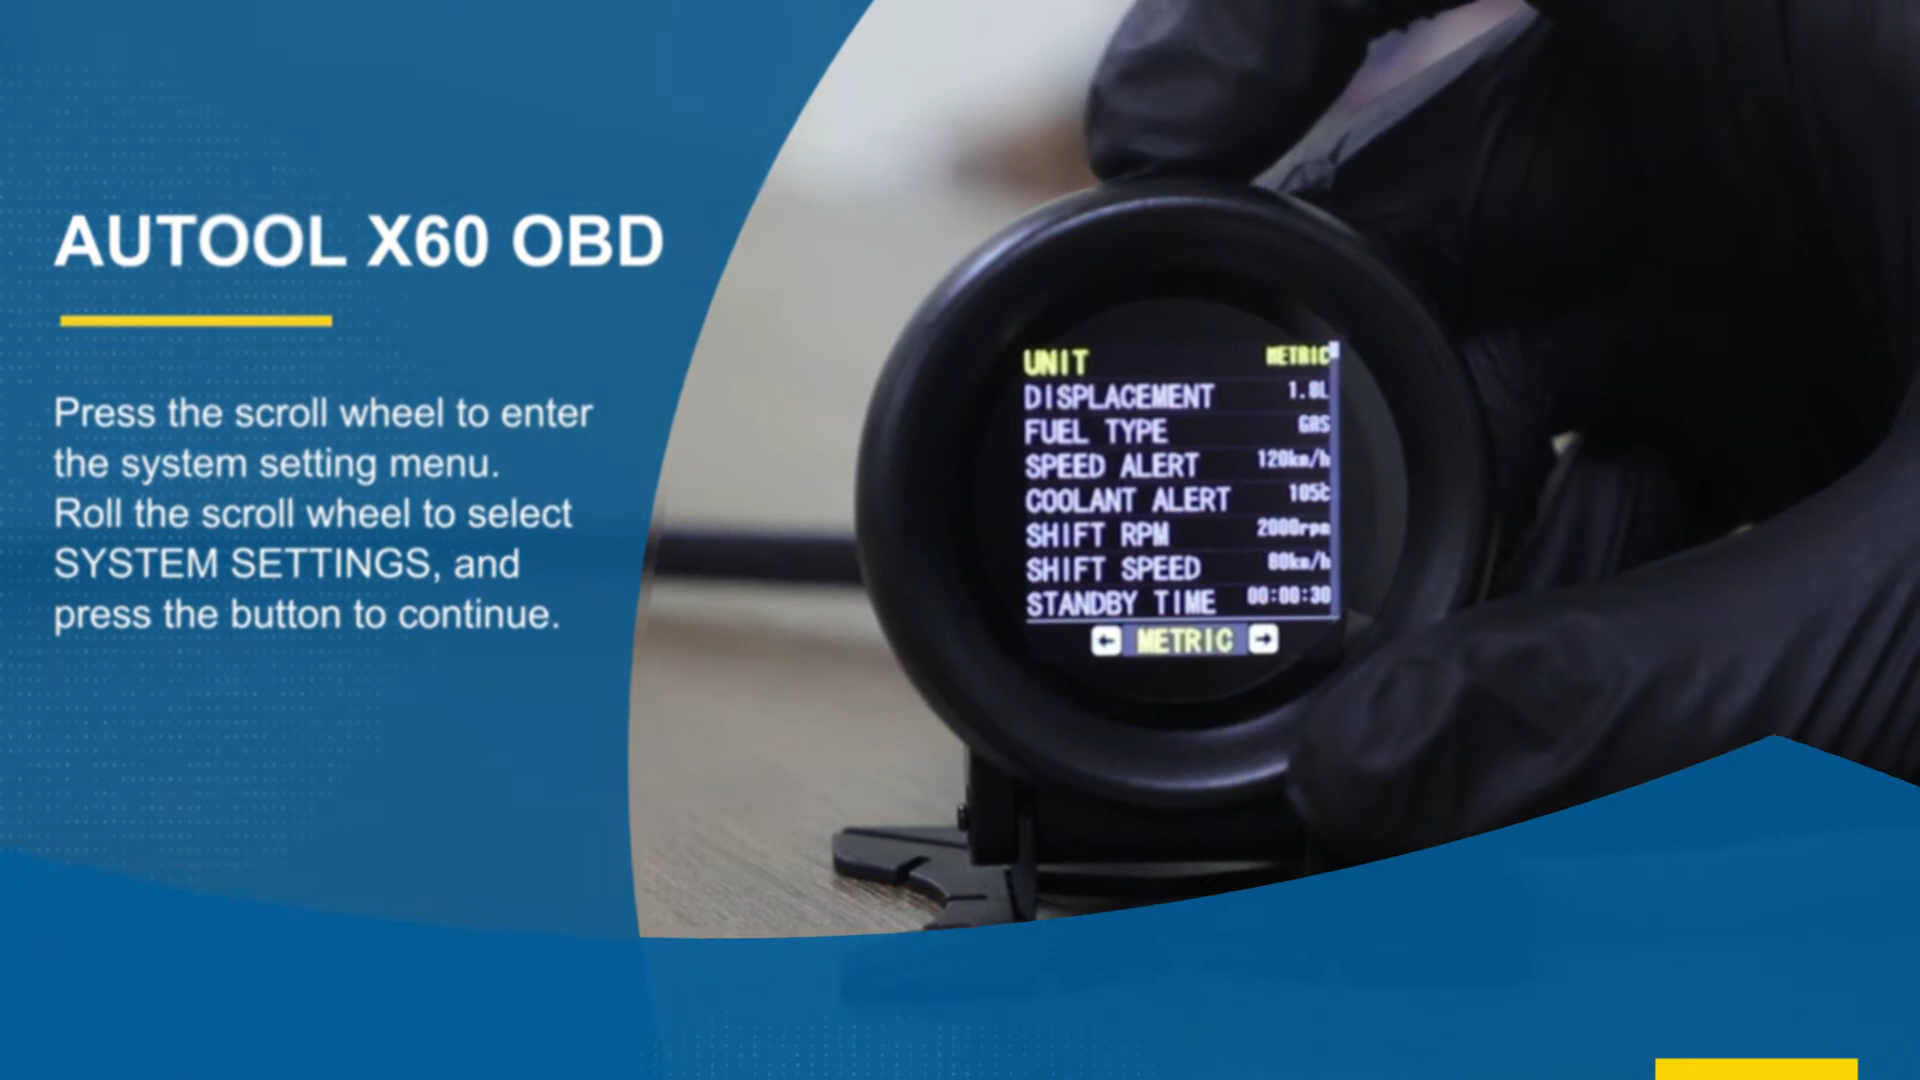 AUTOOL X60 OBD
Press the scroll wheel to enter
the system setting menu.
Roll the scroll wheel to select
SYSTEM SETTINGS, and
press the button to continue.
UNIT METRIC
DISPLACEMENT 1.8L
FUEL TYPE GAS
SPEED ALERT 120km/h
COOLANT ALERT 105℃
SHIFT RPM 2000rpm
SHIFT SPEED 80km/h
STANDBY TIME 00:00:30
← METRIC →